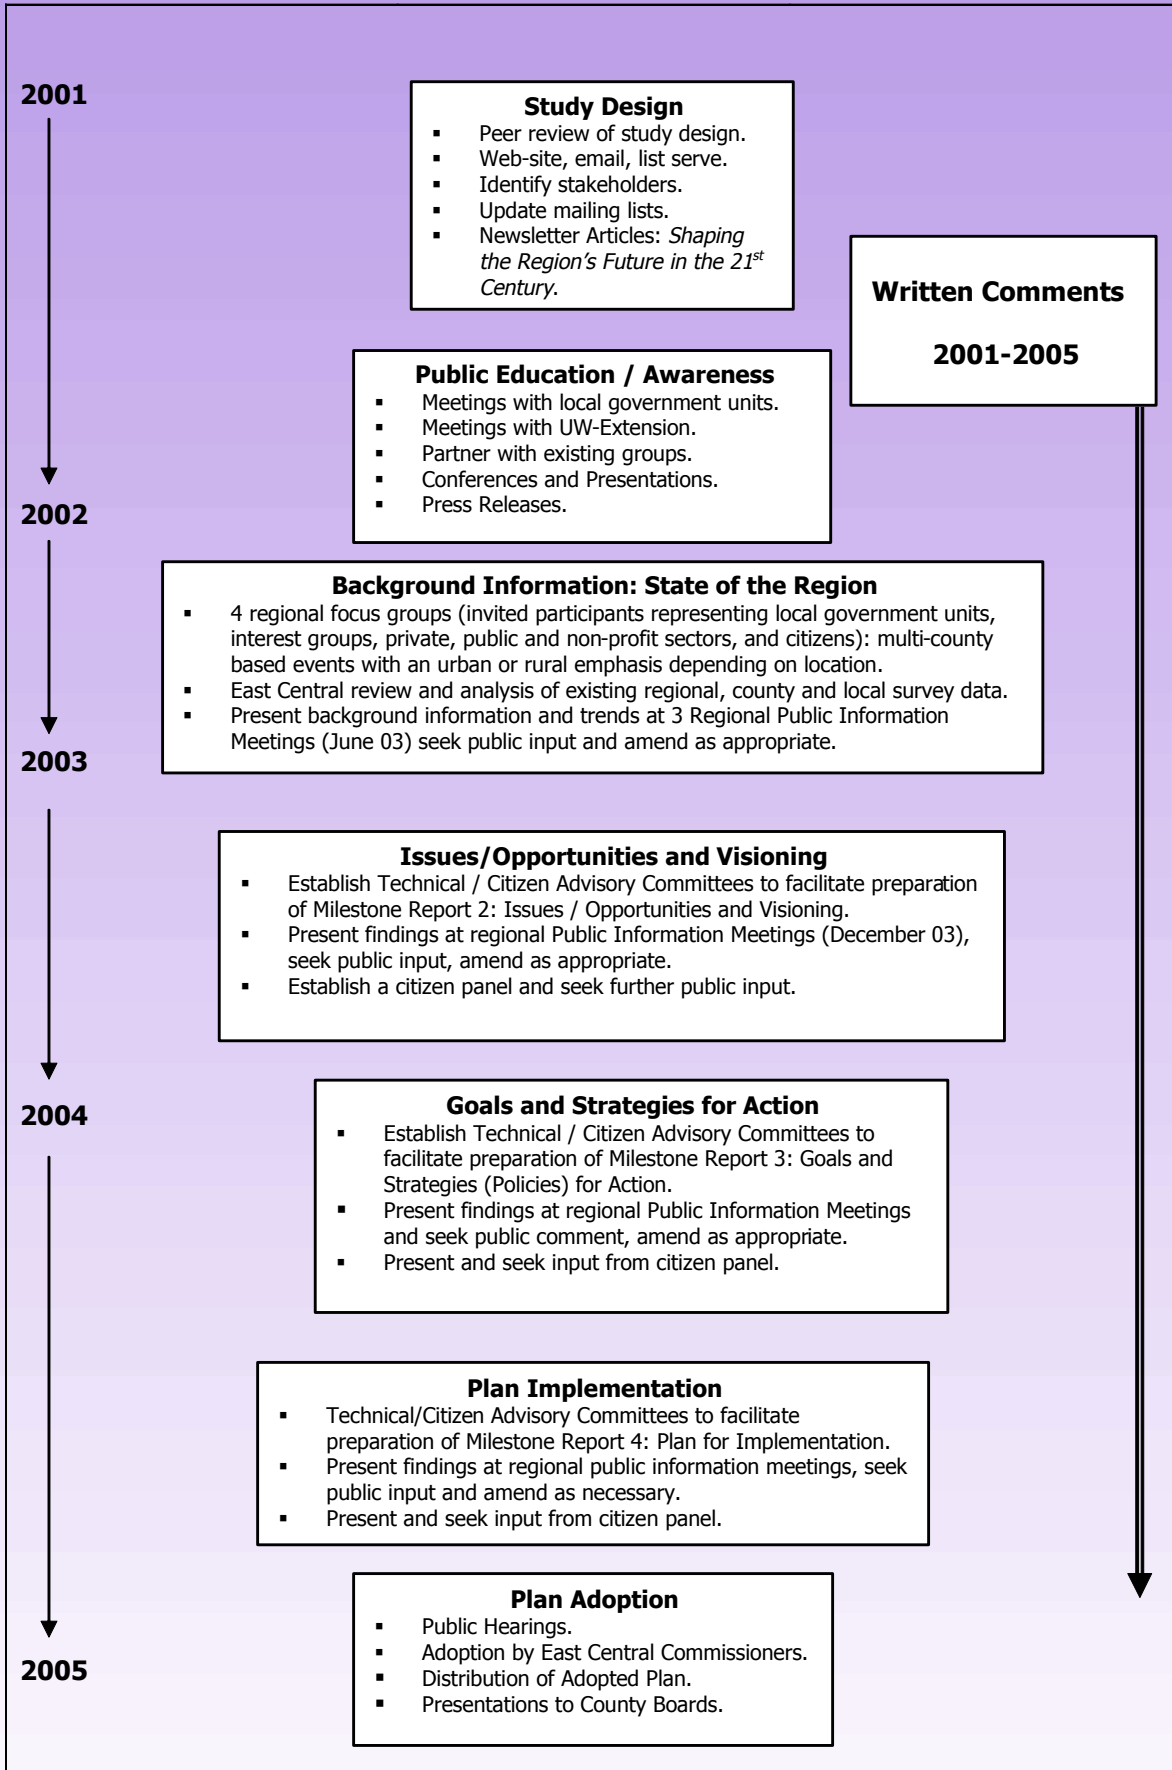 2001
Study Design
▪ Peer review of study design.
▪ Web-site, email, list serve.
▪ Identify stakeholders.
▪ Update mailing lists.
▪ Newsletter Articles: Shaping
the Region's Future in the 21st
Century.
Written Comments
2001-2005
Public Education / Awareness
▪ Meetings with local government units.
▪ Meetings with UW-Extension.
▪ Partner with existing groups.
▪ Conferences and Presentations.
▪ Press Releases.
2002
Background Information: State of the Region
▪ 4 regional focus groups (invited participants representing local government units,
interest groups, private, public and non-profit sectors, and citizens): multi-county
based events with an urban or rural emphasis depending on location.
▪ East Central review and analysis of existing regional, county and local survey data.
▪ Present background information and trends at 3 Regional Public Information
Meetings (June 03) seek public input and amend as appropriate.
2003
Issues/Opportunities and Visioning
▪ Establish Technical / Citizen Advisory Committees to facilitate preparation
of Milestone Report 2: Issues / Opportunities and Visioning.
▪ Present findings at regional Public Information Meetings (December 03),
seek public input, amend as appropriate.
▪ Establish a citizen panel and seek further public input.
2004
Goals and Strategies for Action
▪ Establish Technical / Citizen Advisory Committees to
facilitate preparation of Milestone Report 3: Goals and
Strategies (Policies) for Action.
▪ Present findings at regional Public Information Meetings
and seek public comment, amend as appropriate.
▪ Present and seek input from citizen panel.
Plan Implementation
▪ Technical/Citizen Advisory Committees to facilitate
preparation of Milestone Report 4: Plan for Implementation.
▪ Present findings at regional public information meetings, seek
public input and amend as necessary.
▪ Present and seek input from citizen panel.
Plan Adoption
▪ Public Hearings.
▪ Adoption by East Central Commissioners.
▪ Distribution of Adopted Plan.
▪ Presentations to County Boards.
2005